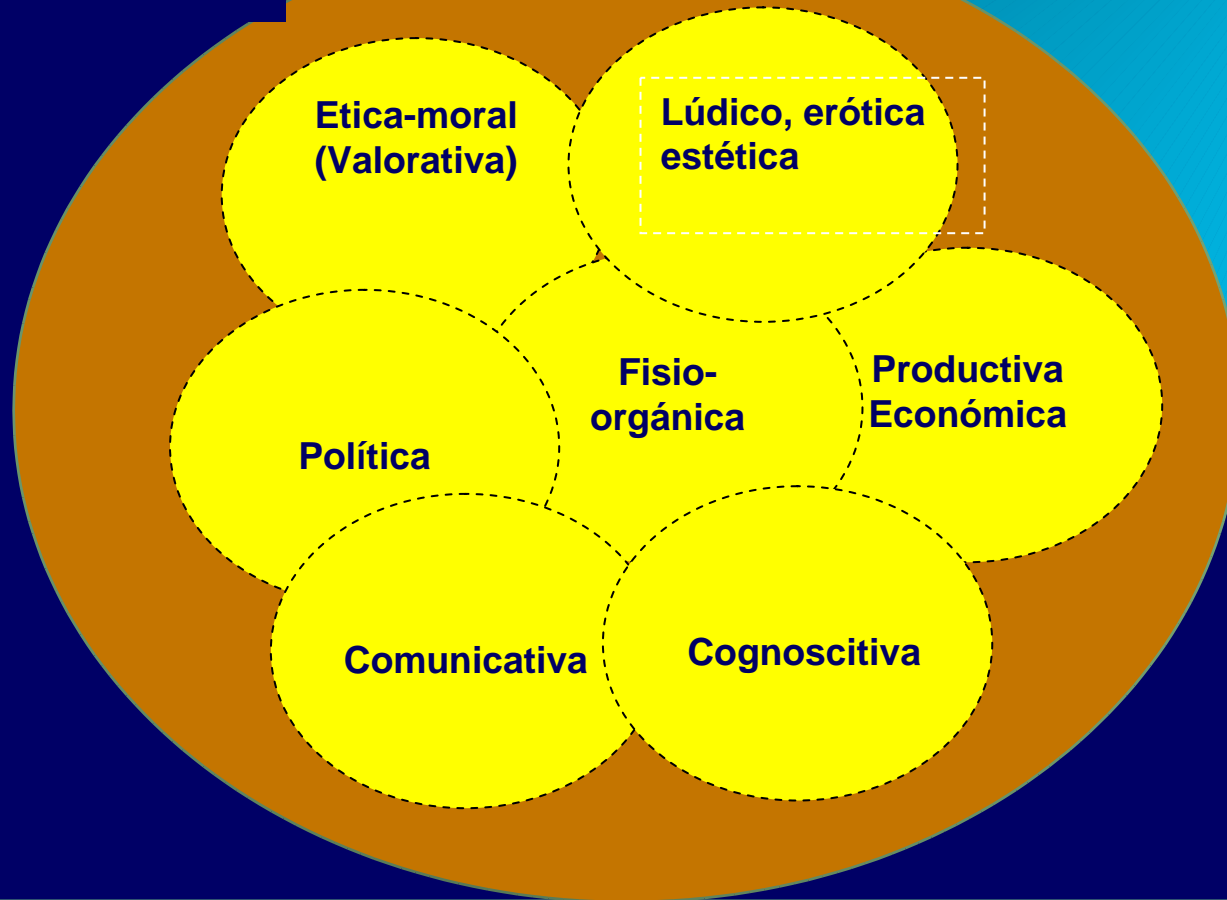 Etica-moral
(Valorativa)
Lúdico, erótica
estética
Fisio-
orgánica
Productiva
Económica
Política
Comunicativa
Cognoscitiva